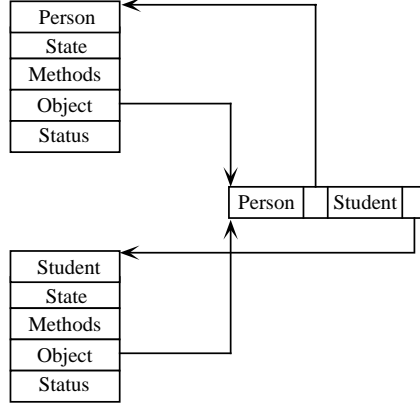 Person
State
Methods
Object
Status
Person Student
Student
State
Methods
Object
Status